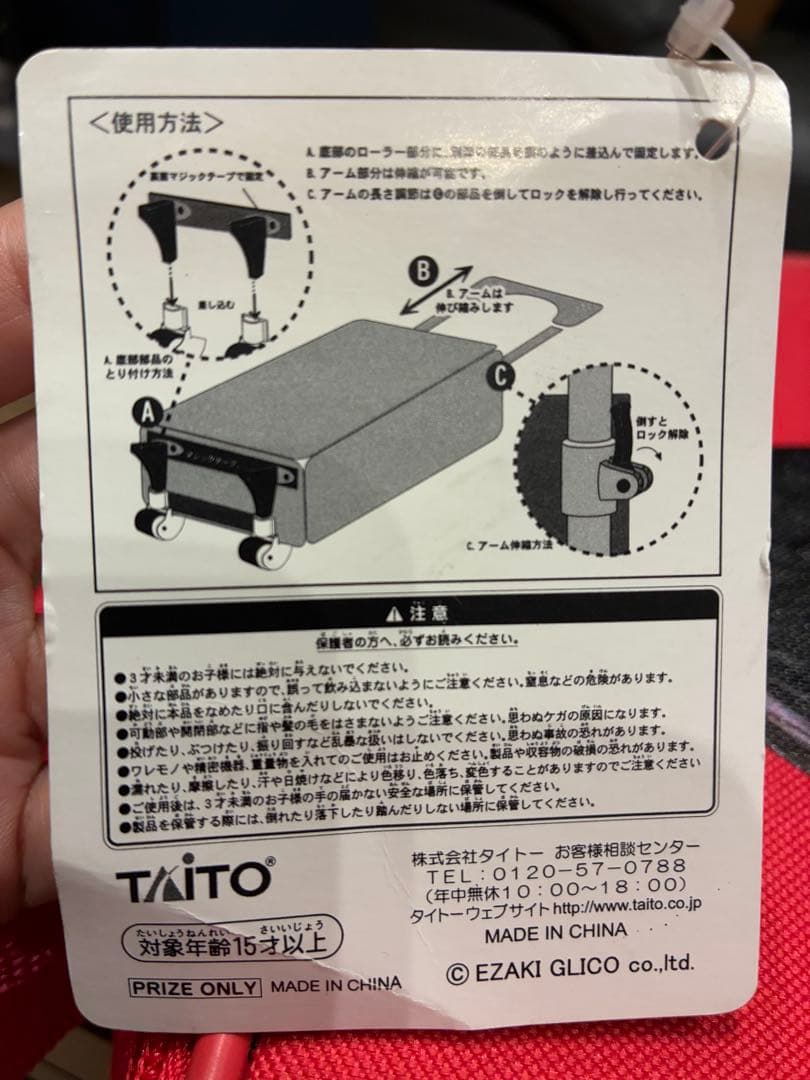 <使用方法>
A. 底部のローラー部分に、別添の部品を図のように差込んで固定します。
B. アーム部分は伸縮が可能です。
C. アームの長さ調節はCの部品を倒してロックを解除し行ってください。
裏面マジックテープで固定
差し込む
A. 底部部品の
とり付け方法
B
B. アームは
伸び縮みします
C
A
マジックテープ
倒すと
ロック解除
C. アーム伸縮方法
⚠注意
保護者の方へ、必ずお読みください。
●3才未満のお子様には絶対に与えないでください。
●小さな部品がありますので、誤って飲み込まないようにご注意ください。窒息などの危険があります。
●絶対に本品をなめたり口に含んだりしないでください。
●可動部や開閉部などに指や髪の毛をはさまないようご注意ください。思わぬケガの原因になります。
●投げたり、ぶつけたり、振り回すなど乱暴な扱いはしないでください。思わぬ事故の恐れがあります。
●ワレモノや精密機器、重量物を入れてのご使用はお止めください。製品や収容物の破損の恐れがあります。
●濡れたり、摩擦したり、汗や日焼けなどにより色移り、色落ち、変色することがありますのでご注意ください
●ご使用後は、3才未満のお子様の手の届かない安全な場所に保管してください。
●製品を保管する際には、倒れたり落下したり踏んだりしない場所に保管してください。
TAITO®
株式会社タイトー お客様相談センター
TEL:0120-57-0788
(年中無休10:00～18:00)
タイトーウェブサイト http://www.taito.co.jp
MADE IN CHINA
たいしょうねんれい さいいじょう
対象年齢15才以上
PRIZE ONLY MADE IN CHINA
© EZAKI GLICO co.,ltd.